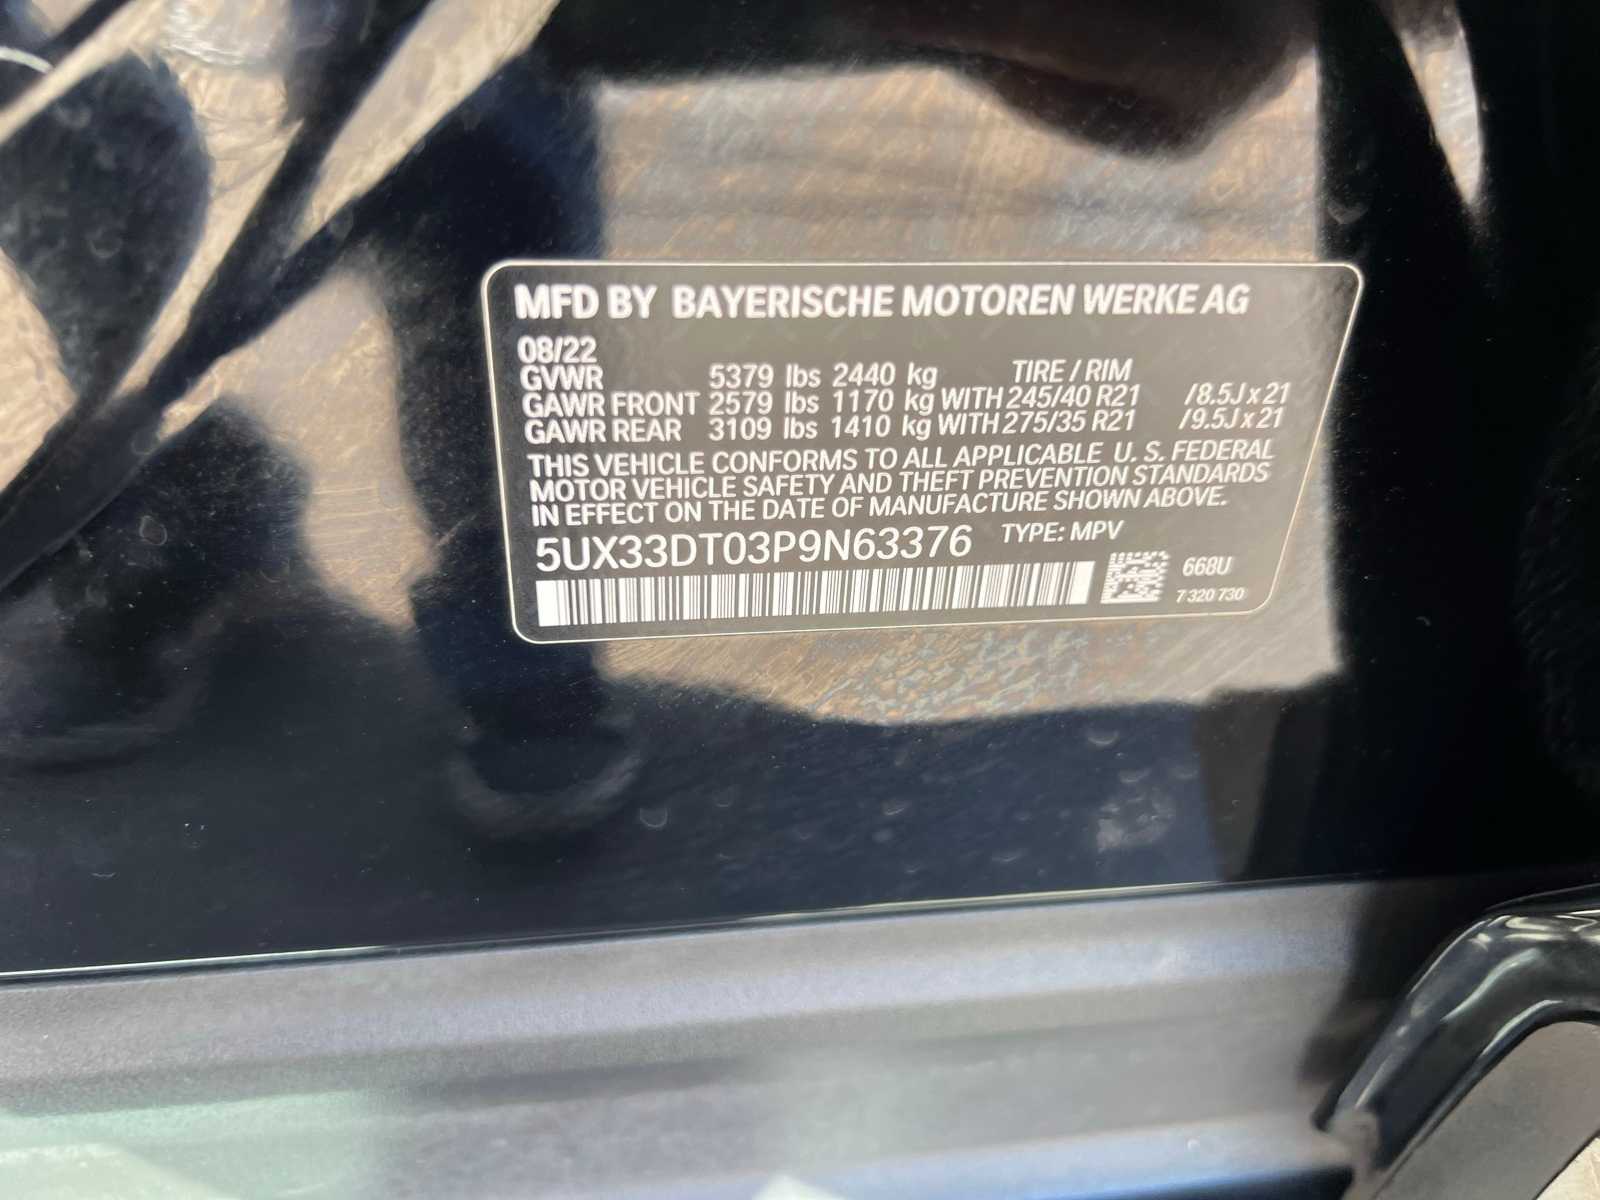 MFD BY BAYERISCHE MOTOREN WERKE AG
08/22
GVWR 5379 lbs 2440 kg TIRE / RIM
GAWR FRONT 2579 lbs 1170 kg WITH 245/40 R21 /8.5J x 21
GAWR REAR 3109 lbs 1410 kg WITH 275/35 R21 /9.5J x 21
THIS VEHICLE CONFORMS TO ALL APPLICABLE U. S. FEDERAL
MOTOR VEHICLE SAFETY AND THEFT PREVENTION STANDARDS
IN EFFECT ON THE DATE OF MANUFACTURE SHOWN ABOVE.
5UX33DT03P9N63376 TYPE: MPV
668U
7 320 730